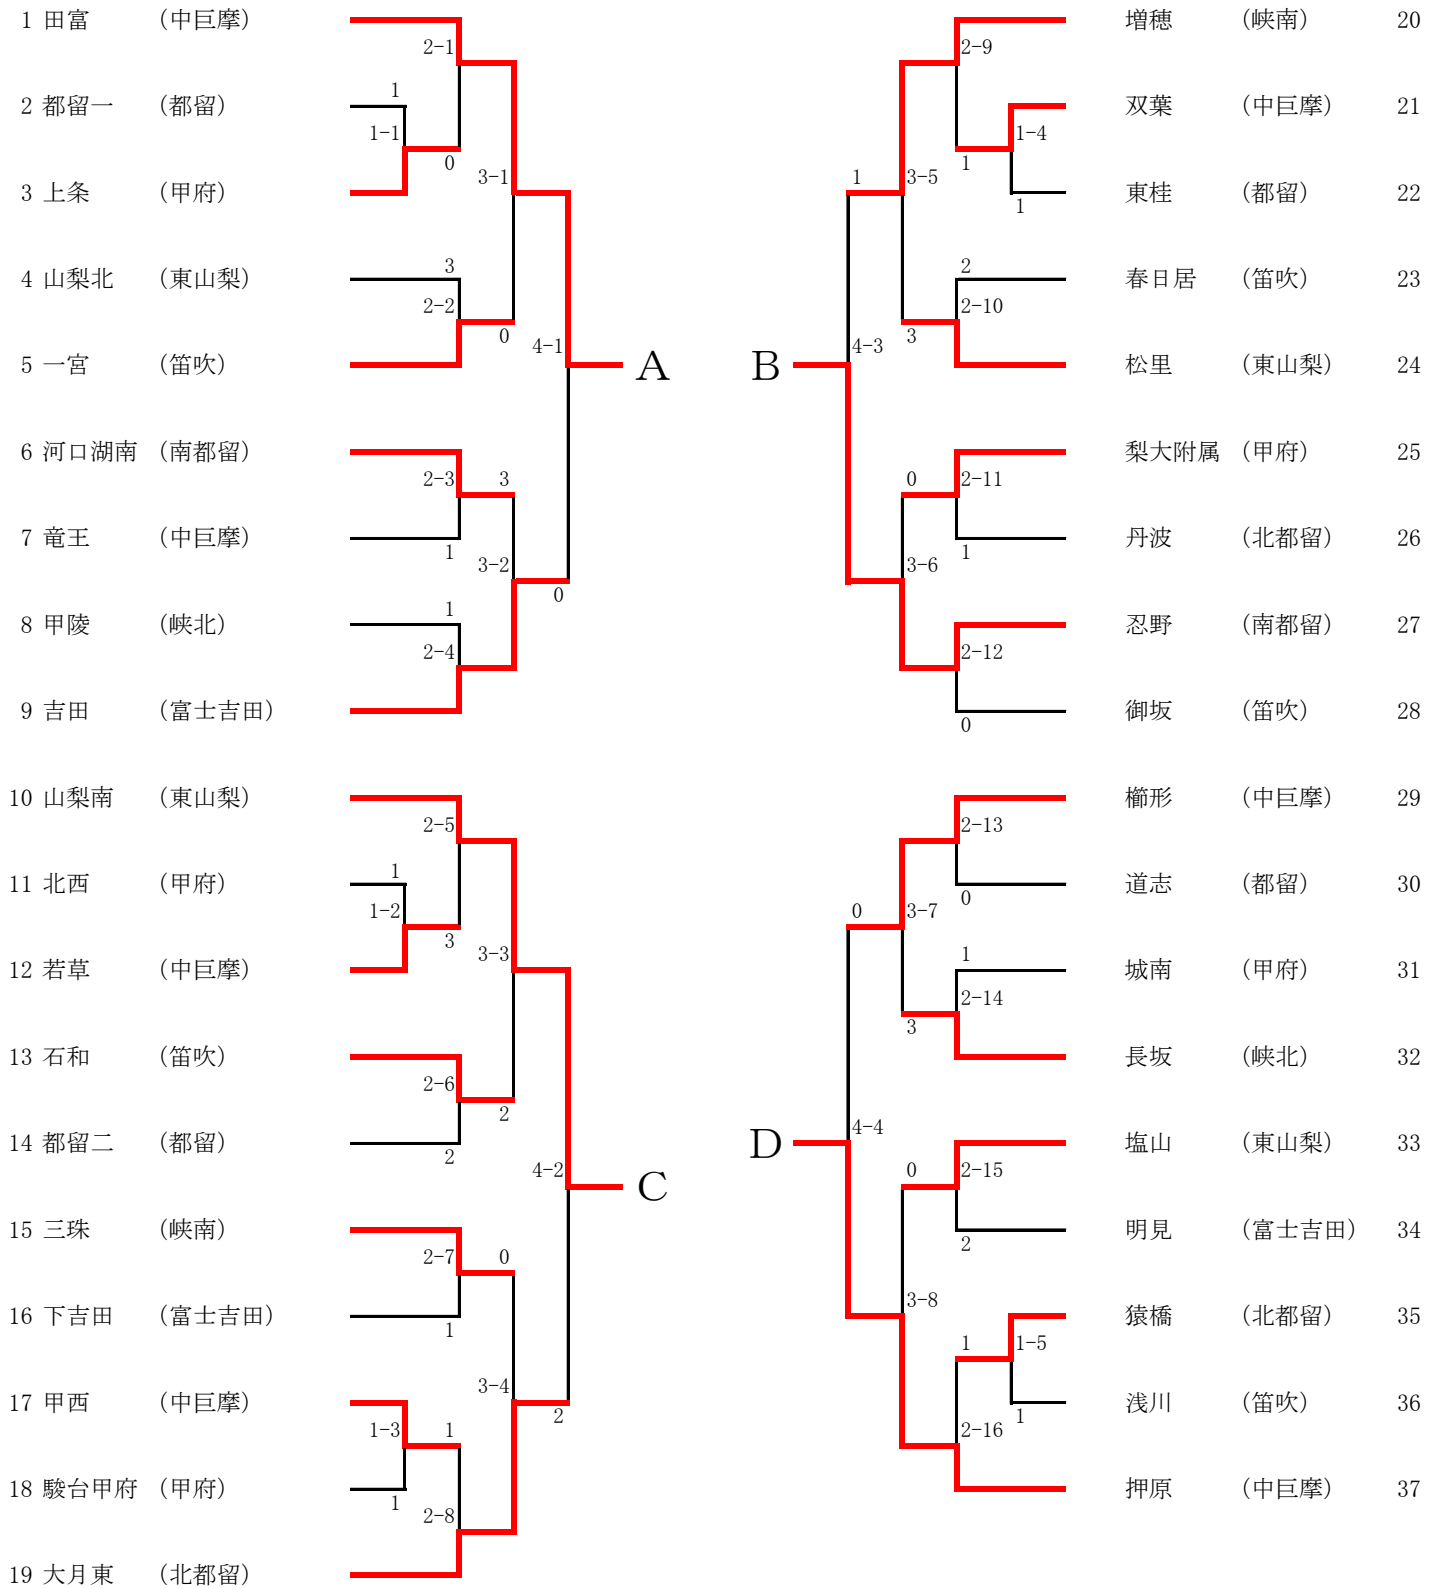 1 田富 （中巨摩）
2-1
1
2 都留一 （都留）
1-1
0
3-1
3 上条 （甲府）
3
4 山梨北 （東山梨）
2-2
0
4-1
5 一宮 （笛吹）
A
6 河口湖南 （南都留）
2-3
3
7 竜王 （中巨摩）
1
3-2
0
1
8 甲陵 （峡北）
2-4
9 吉田 （富士吉田）
10 山梨南 （東山梨）
2-5
1
11 北西 （甲府）
1-2
3
3-3
12 若草 （中巨摩）
13 石和 （笛吹）
2-6
2
14 都留二 （都留）
2
4-2
C
15 三珠 （峡南）
2-7
0
16 下吉田 （富士吉田）
1
3-4
2
17 甲西 （中巨摩）
1-3
1
18 駿台甲府 （甲府）
1
2-8
19 大月東 （北都留）
増穂 （峡南） 20
2-9
双葉 （中巨摩） 21
1-4
1
1
3-5
東桂 （都留） 22
1
2
春日居 （笛吹） 23
2-10
3
4-3
B
松里 （東山梨） 24
梨大附属 （甲府） 25
0
2-11
丹波 （北都留） 26
1
3-6
忍野 （南都留） 27
2-12
御坂 （笛吹） 28
0
櫛形 （中巨摩） 29
2-13
道志 （都留） 30
0
0
3-7
1
城南 （甲府） 31
2-14
3
長坂 （峡北） 32
4-4
D
塩山 （東山梨） 33
0
2-15
明見 （富士吉田） 34
2
3-8
猿橋 （北都留） 35
1
1-5
浅川 （笛吹） 36
1
2-16
押原 （中巨摩） 37